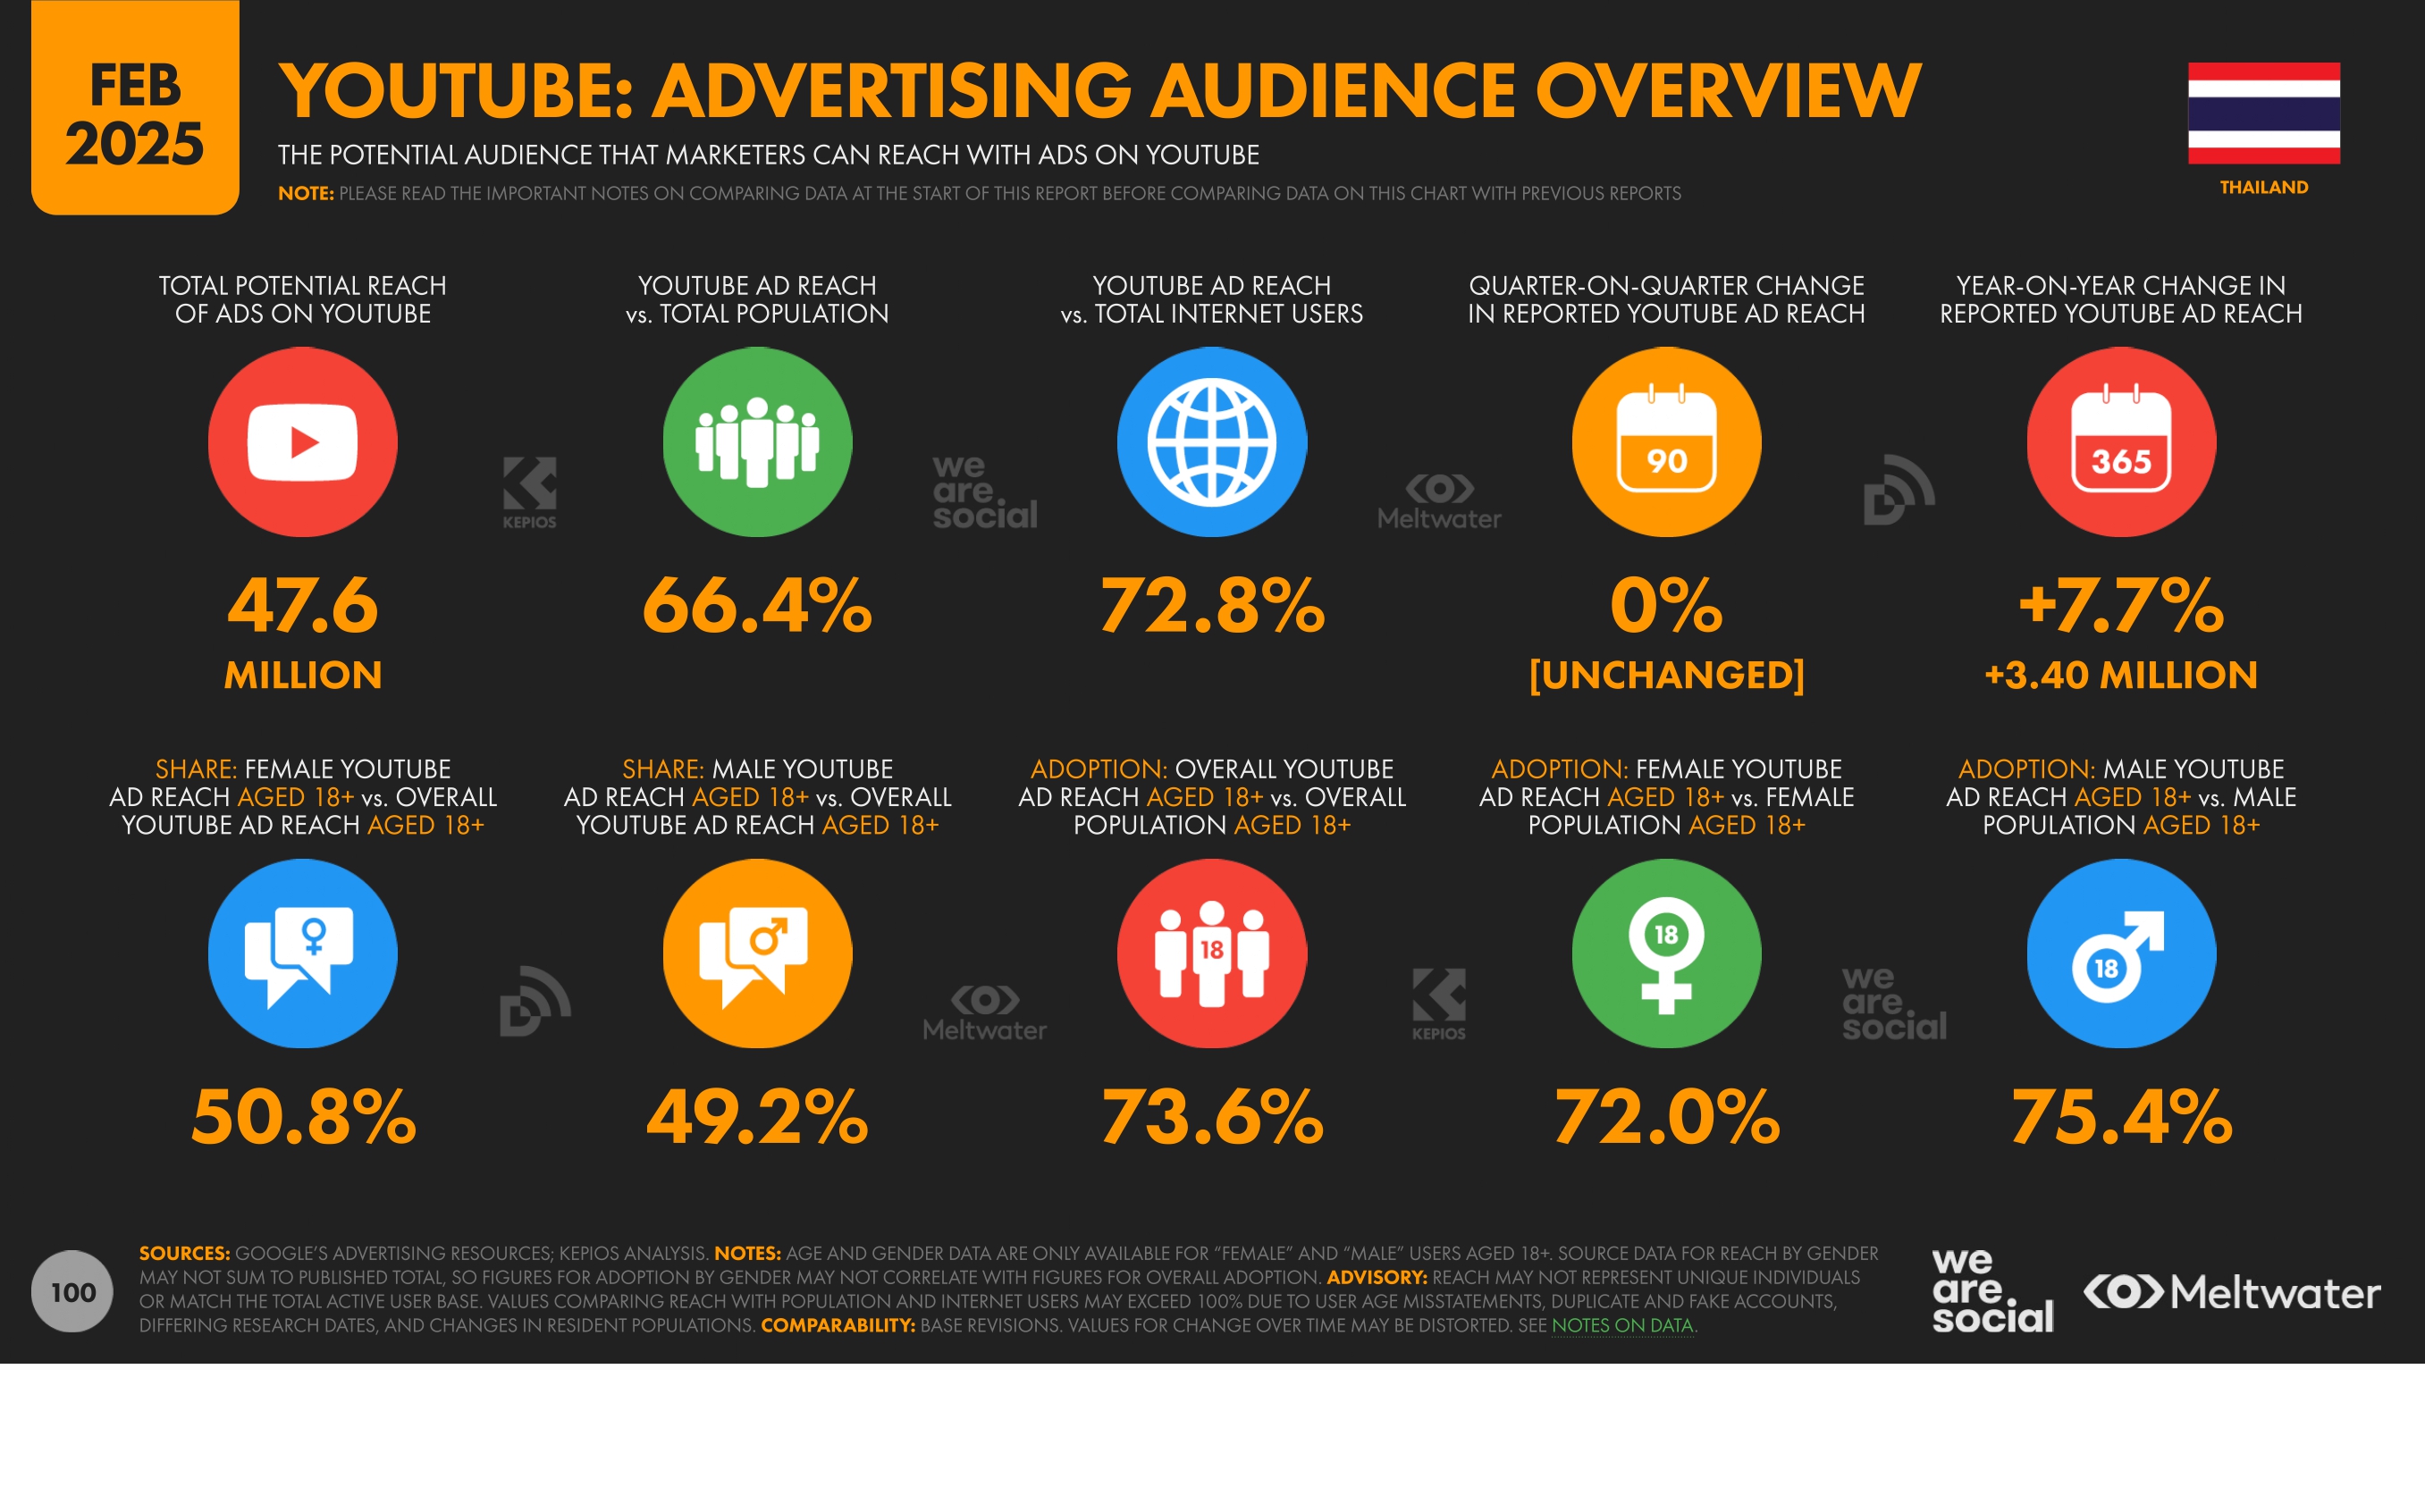 FEB
2025
YOUTUBE: ADVERTISING AUDIENCE OVERVIEW
THE POTENTIAL AUDIENCE THAT MARKETERS CAN REACH WITH ADS ON YOUTUBE
NOTE: PLEASE READ THE IMPORTANT NOTES ON COMPARING DATA AT THE START OF THIS REPORT BEFORE COMPARING DATA ON THIS CHART WITH PREVIOUS REPORTS
THAILAND
TOTAL POTENTIAL REACH
OF ADS ON YOUTUBE
47.6
MILLION
YOUTUBE AD REACH
vs. TOTAL POPULATION
66.4%
YOUTUBE AD REACH
vs. TOTAL INTERNET USERS
72.8%
QUARTER-ON-QUARTER CHANGE
IN REPORTED YOUTUBE AD REACH
90
0%
[UNCHANGED]
YEAR-ON-YEAR CHANGE IN
REPORTED YOUTUBE AD REACH
365
+7.7%
+3.40 MILLION
KEPIOS
we
are.
social
Meltwater
SHARE: FEMALE YOUTUBE
AD REACH AGED 18+ vs. OVERALL
YOUTUBE AD REACH AGED 18+
50.8%
SHARE: MALE YOUTUBE
AD REACH AGED 18+ vs. OVERALL
YOUTUBE AD REACH AGED 18+
49.2%
ADOPTION: OVERALL YOUTUBE
AD REACH AGED 18+ vs. OVERALL
POPULATION AGED 18+
18
73.6%
ADOPTION: FEMALE YOUTUBE
AD REACH AGED 18+ vs. FEMALE
POPULATION AGED 18+
18
72.0%
ADOPTION: MALE YOUTUBE
AD REACH AGED 18+ vs. MALE
POPULATION AGED 18+
18
75.4%
Meltwater
KEPIOS
we
are.
social
100
SOURCES: GOOGLE'S ADVERTISING RESOURCES; KEPIOS ANALYSIS. NOTES: AGE AND GENDER DATA ARE ONLY AVAILABLE FOR "FEMALE" AND "MALE" USERS AGED 18+. SOURCE DATA FOR REACH BY GENDER
MAY NOT SUM TO PUBLISHED TOTAL, SO FIGURES FOR ADOPTION BY GENDER MAY NOT CORRELATE WITH FIGURES FOR OVERALL ADOPTION. ADVISORY: REACH MAY NOT REPRESENT UNIQUE INDIVIDUALS
OR MATCH THE TOTAL ACTIVE USER BASE. VALUES COMPARING REACH WITH POPULATION AND INTERNET USERS MAY EXCEED 100% DUE TO USER AGE MISSTATEMENTS, DUPLICATE AND FAKE ACCOUNTS,
DIFFERING RESEARCH DATES, AND CHANGES IN RESIDENT POPULATIONS. COMPARABILITY: BASE REVISIONS. VALUES FOR CHANGE OVER TIME MAY BE DISTORTED. SEE NOTES ON DATA.
we
are.
social
Meltwater